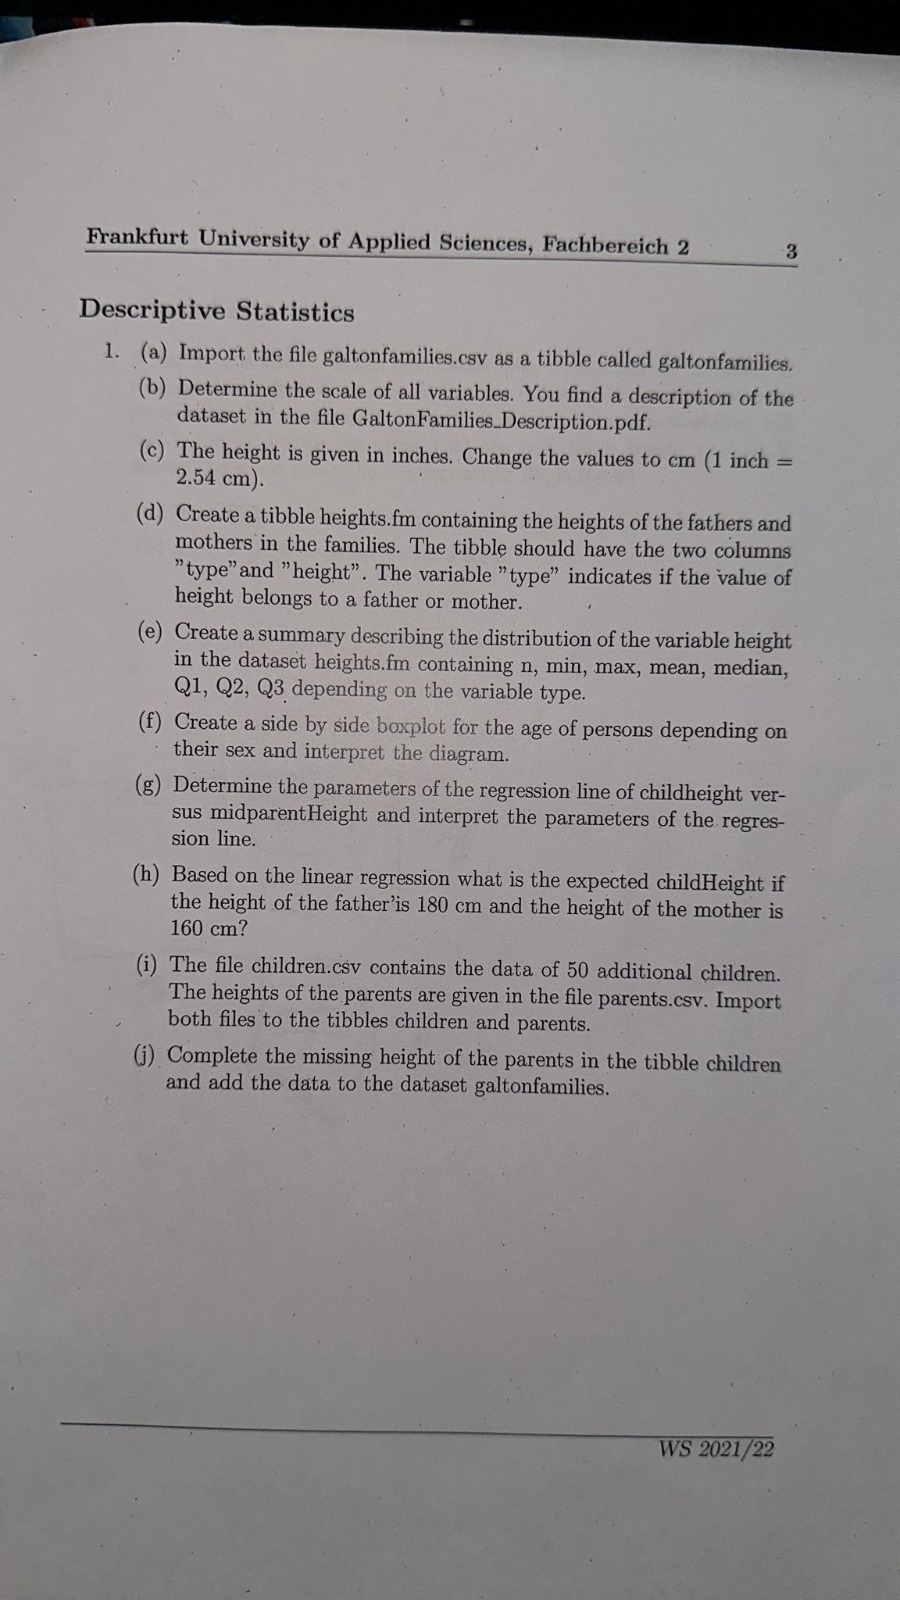 Frankfurt University of Applied Sciences, Fachbereich 2 3
Descriptive Statistics
1. (a) Import the file galtonfamilies.csv as a tibble called galtonfamilies.
(b) Determine the scale of all variables. You find a description of the
dataset in the file GaltonFamilies_Description.pdf.
(c) The height is given in inches. Change the values to cm (1 inch =
2.54 cm).
(d) Create a tibble heights.fm containing the heights of the fathers and
mothers in the families. The tibble should have the two columns
"type" and "height". The variable "type" indicates if the value of
height belongs to a father or mother.
(e) Create a summary describing the distribution of the variable height
in the dataset heights.fm containing n, min, max, mean, median,
Q1, Q2, Q3 depending on the variable type.
(f) Create a side by side boxplot for the age of persons depending on
their sex and interpret the diagram.
(g) Determine the parameters of the regression line of childheight ver-
sus midparentHeight and interpret the parameters of the regres-
sion line.
(h) Based on the linear regression what is the expected childHeight if
the height of the father'is 180 cm and the height of the mother is
160 cm?
(i) The file children.csv contains the data of 50 additional children.
The heights of the parents are given in the file parents.csv. Import
both files to the tibbles children and parents.
(j) Complete the missing height of the parents in the tibble children
and add the data to the dataset galtonfamilies.
WS 2021/22